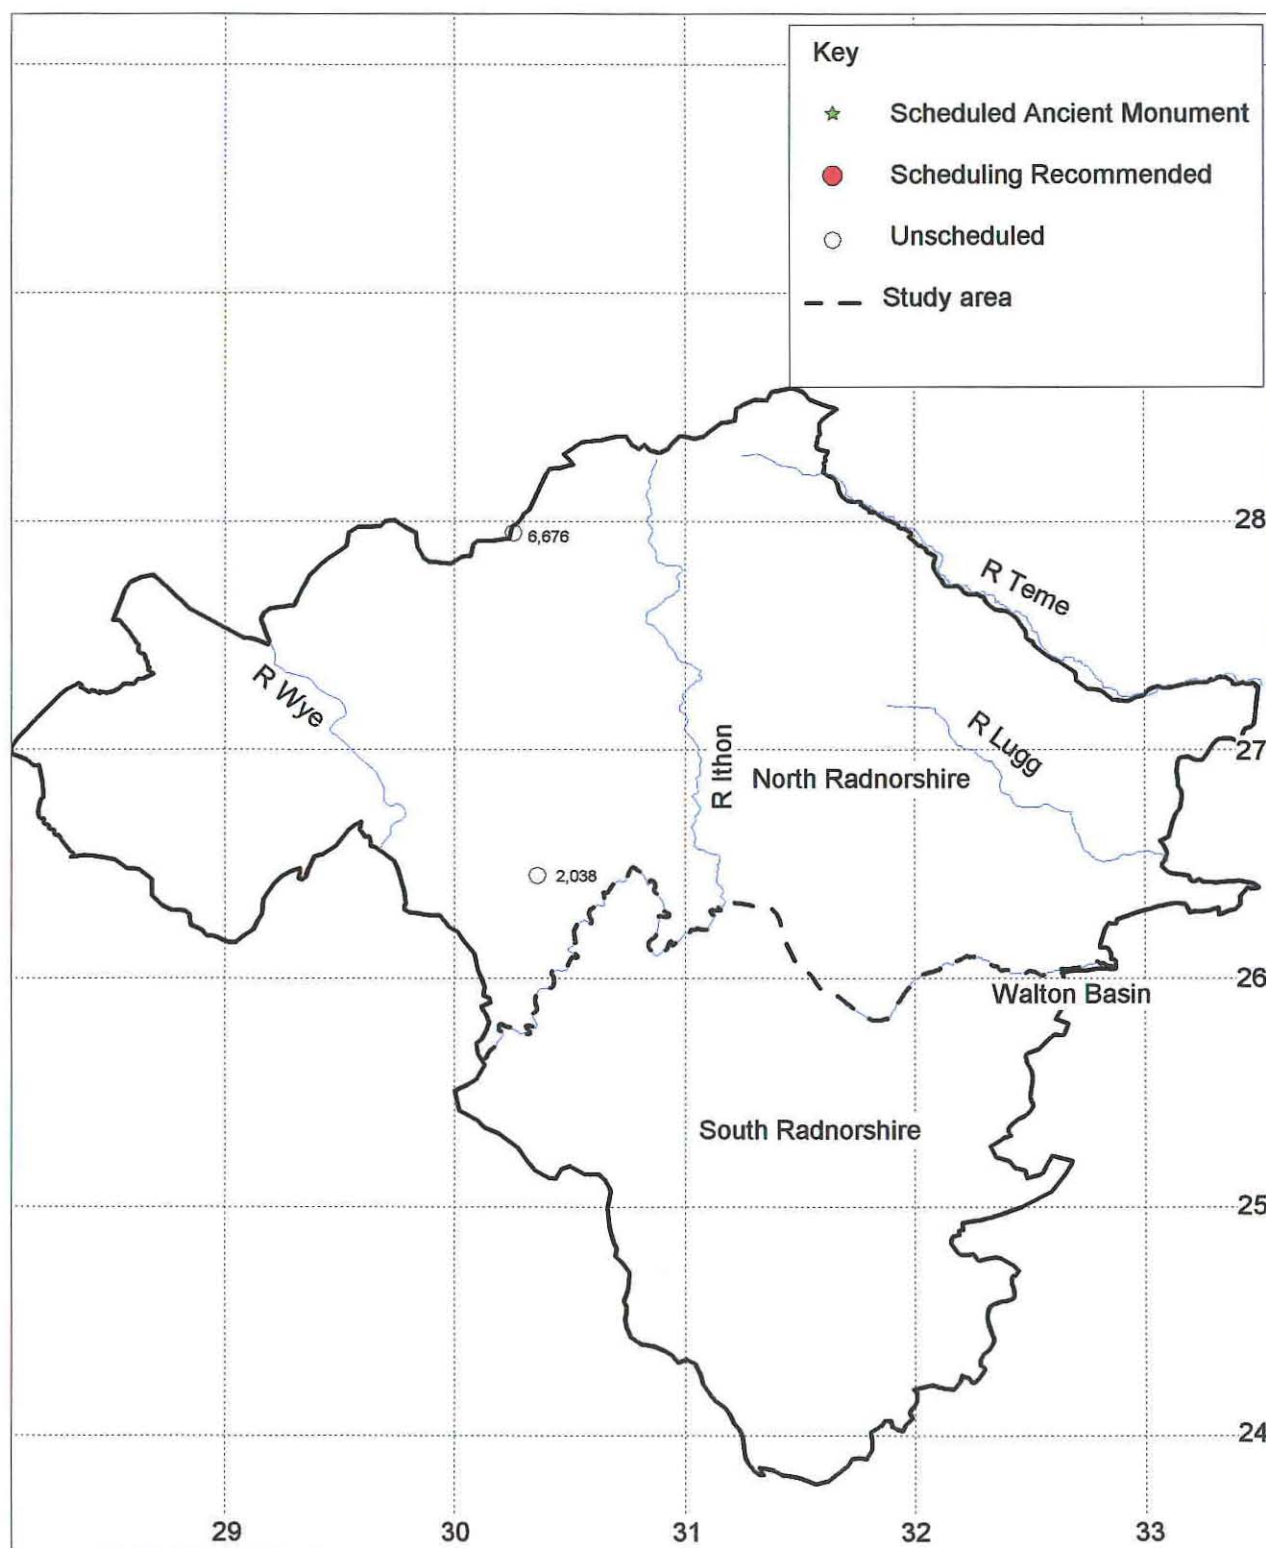 Key
Scheduled Ancient Monument
Scheduling Recommended
Unscheduled
Study area
28
6,676
R Teme
R Wye
R Lugg
27
R Ithon
North Radnorshire
2,038
26
Walton Basin
South Radnorshire
25
24
29
30
31
32
33